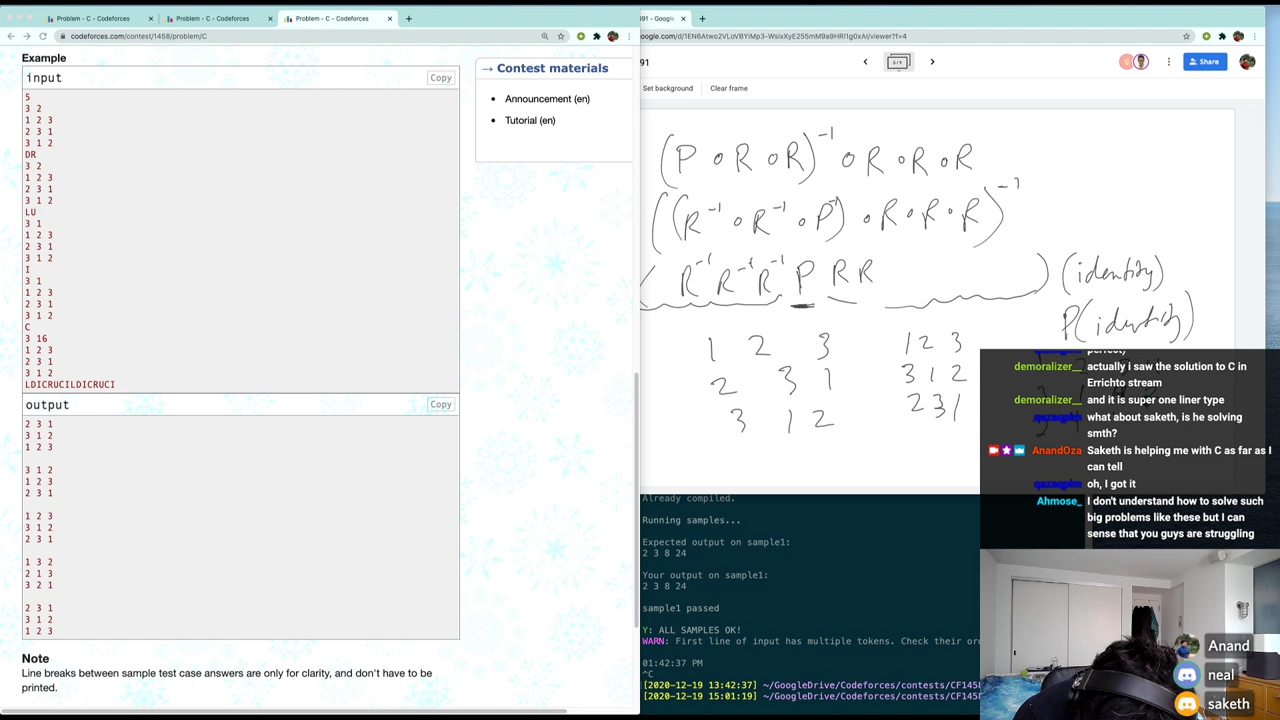 Problem - C - Codeforces
Problem - C - Codeforces
Problem - C - Codeforces
codeforces.com/contest/1458/problem/C
Example
input
Copy
5
3 2
1 2 3
2 3 1
3 1 2
DR
3 2
1 2 3
2 3 1
3 1 2
LU
3 1
1 2 3
2 3 1
3 1 2
I
3 1
1 2 3
2 3 1
3 1 2
C
3 16
1 2 3
2 3 1
3 1 2
LDICRUCILDICRUCI
output
Copy
2 3 1
3 1 2
1 2 3
3 1 2
1 2 3
2 3 1
1 2 3
3 1 2
2 3 1
1 3 2
2 1 3
3 2 1
2 3 1
3 1 2
1 2 3
Note
Line breaks between sample test case answers are only for clarity, and don't have to be
printed.
→ Contest materials
Announcement (en)
Tutorial (en)
91 - Google
ogle.com/d/1EN6Atwo2VLoVBYiMp3-WsixXyE255mM9a9HRl1g0xAI/viewer?f=4
91
5/9
S
Share
Set background
Clear frame
(P ∘ R ∘ R)⁻¹ ∘ R ∘ R ∘ R
((R⁻¹ ∘ R⁻¹ ∘ P⁻¹) ∘ R ∘ R ∘ R)⁻¹
( R⁻¹ R⁻¹ R⁻¹ P R R ) (identity)
P(identity)
1 2 3
2 3 1
3 1 2
1 2 3
3 1 2
2 3 1
Already compiled.
Running samples...
Expected output on sample1:
2 3 8 24
Your output on sample1:
2 3 8 24
sample1 passed
Y: ALL SAMPLES OK!
WARN: First line of input has multiple tokens. Check their or
01:42:37 PM
^C
[2020-12-19 13:42:37] ~/GoogleDrive/Codeforces/contests/CF145
[2020-12-19 15:01:19] ~/GoogleDrive/Codeforces/contests/CF145
perfect)
demoralizer__ actually i saw the solution to C in
Errichto stream
demoralizer__ and it is super one liner type
what about saketh, is he solving
smth?
AnandOza Saketh is helping me with C as far as I
can tell
oh, I got it
Ahmose_ I don't understand how to solve such
big problems like these but I can
sense that you guys are struggling
Anand
neal
saketh